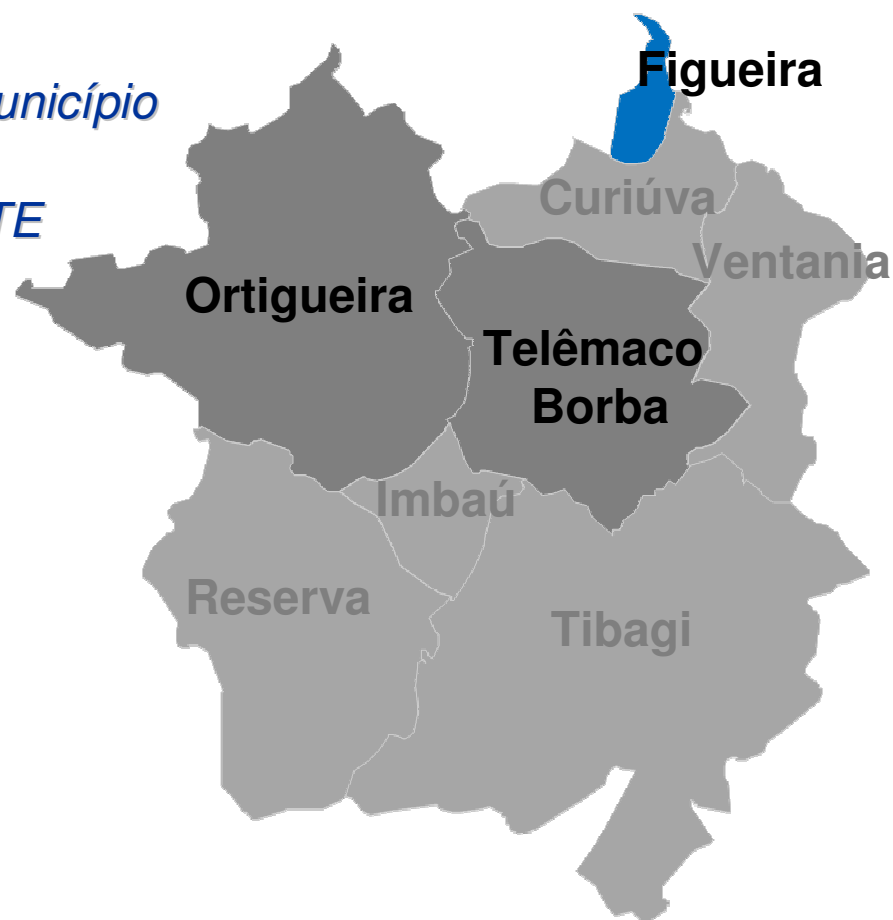 unicípio
TE
Figueira
Curiúva
Ventania
Ortigueira
Telêmaco
Borba
Imbaú
Reserva
Tibagi